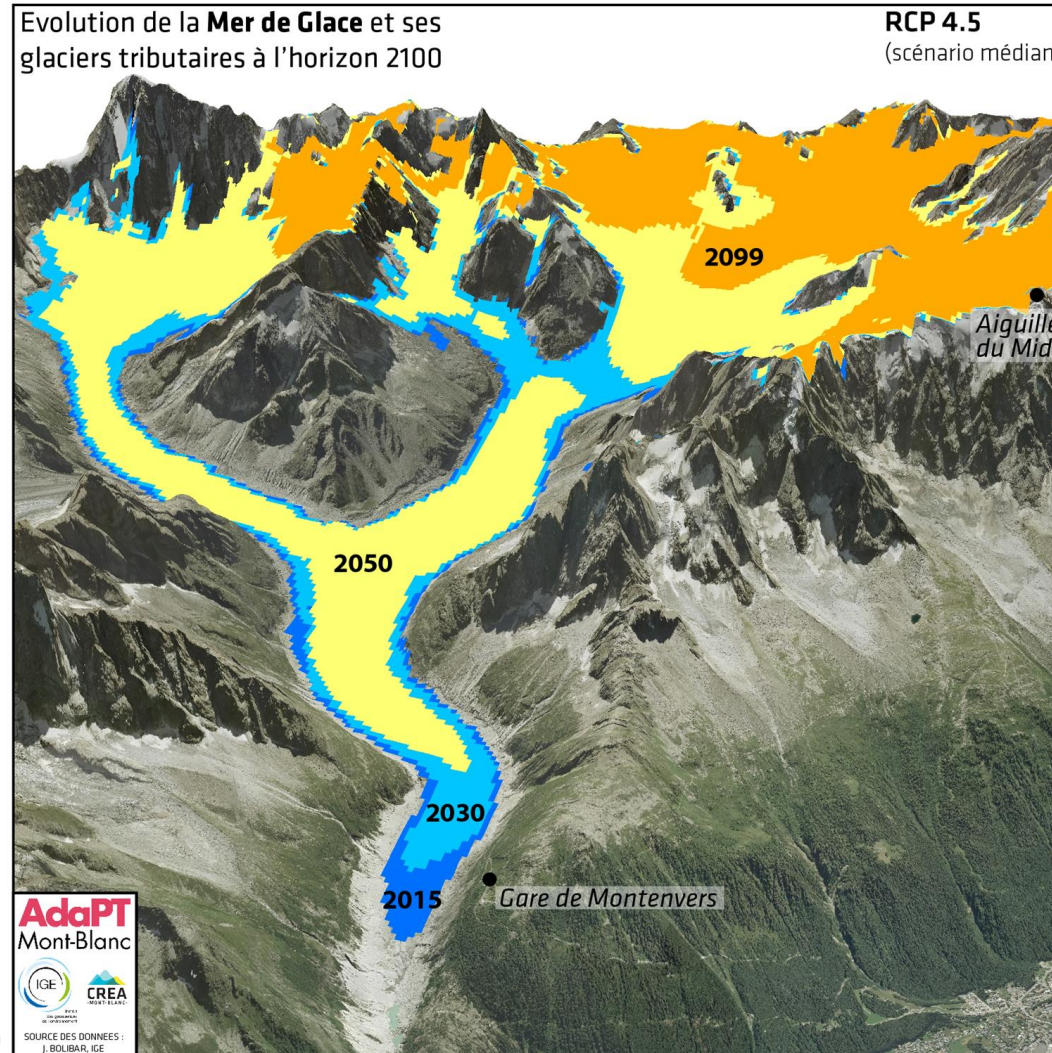 Evolution de la Mer de Glace et ses
glaciers tributaires à l'horizon 2100
RCP 4.5
(scénario médian
2099
Aiguille
du Mid
2050
2030
2015
Gare de Montenvers
AdaPT
Mont-Blanc
IGE
CREA
MONT-BLANC
SOURCE DES DONNEES :
J. BOLIBAR, IGE